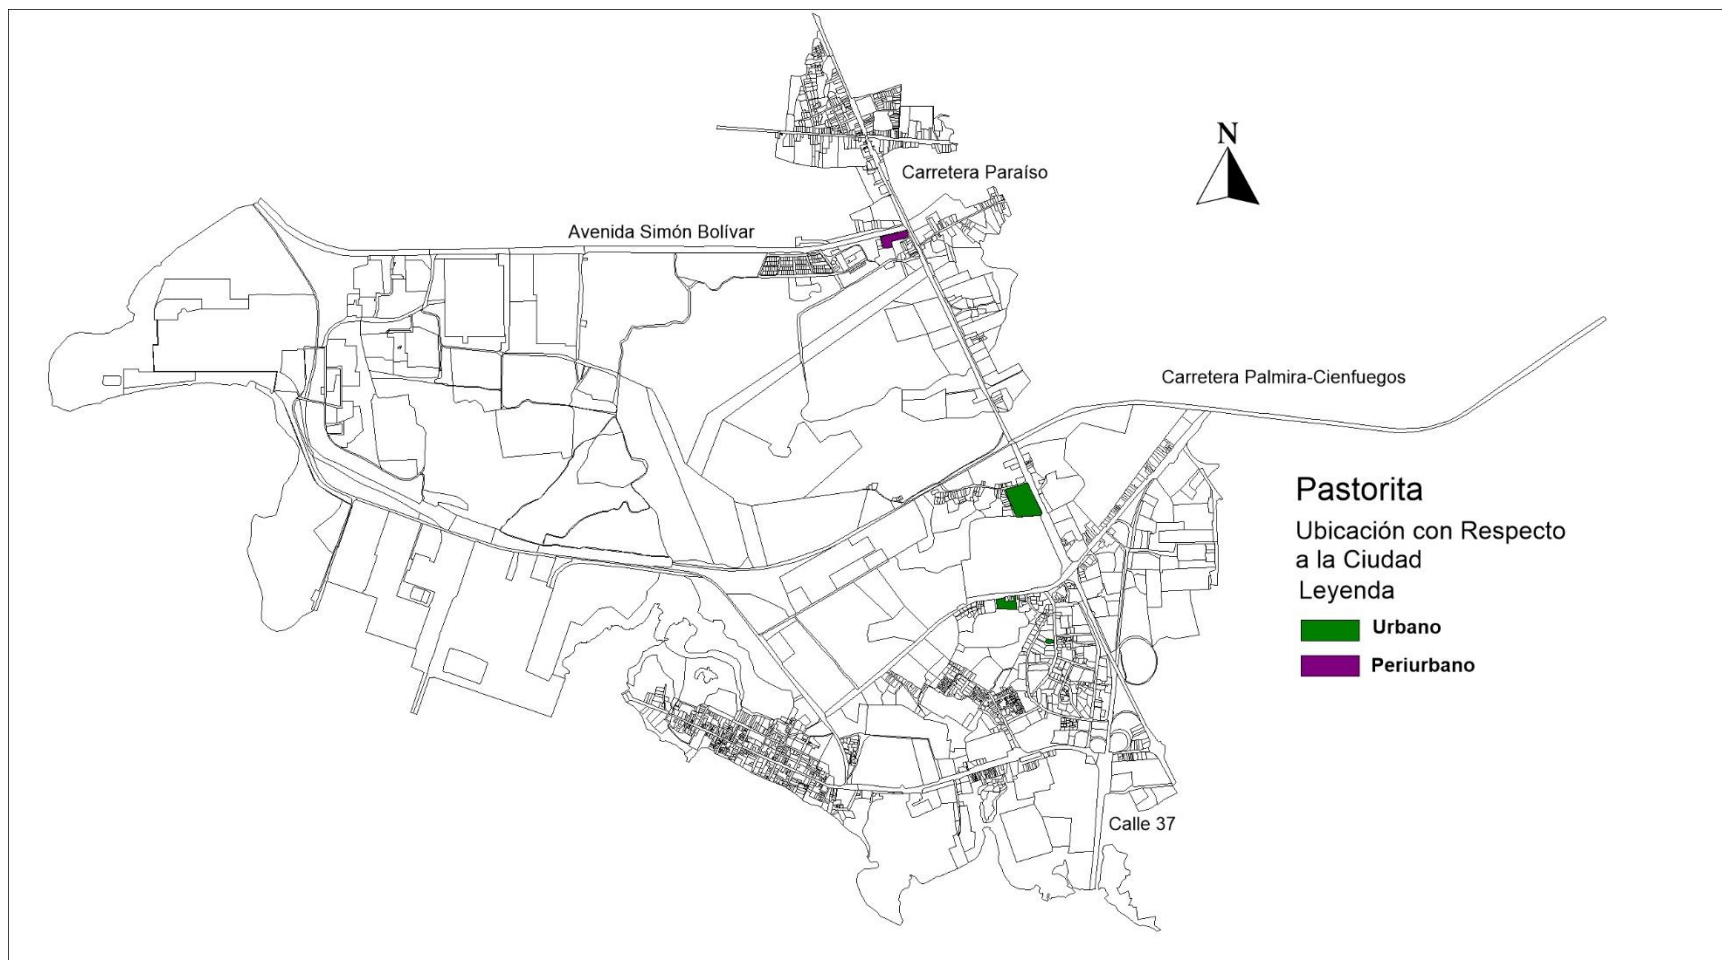 N
Carretera Paraíso
Avenida Simón Bolívar
Carretera Palmira-Cienfuegos
Pastorita
Ubicación con Respecto
a la Ciudad
Leyenda
Urbano
Periurbano
Calle 37